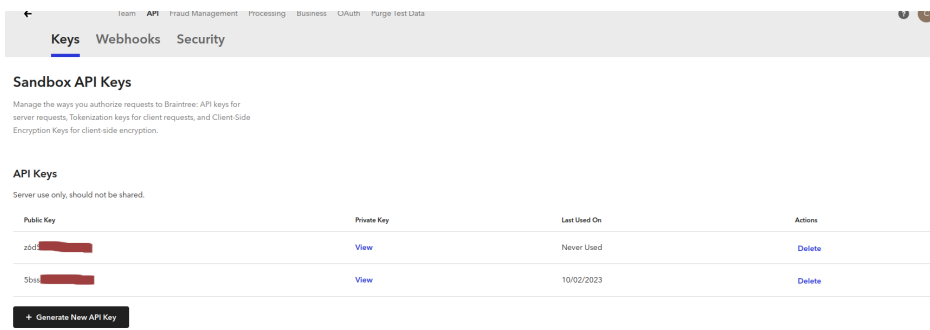 Team API Fraud Management Processing Business OAuth Purge Test Data
Keys Webhooks Security
Sandbox API Keys
Manage the ways you authorize requests to Braintree: API keys for
server requests, Tokenization keys for client requests, and Client-Side
Encryption Keys for client-side encryption.
API Keys
Server use only, should not be shared.
Public Key Private Key Last Used On Actions
z6d5 View Never Used Delete
5bss View 10/02/2023 Delete
+ Generate New API Key